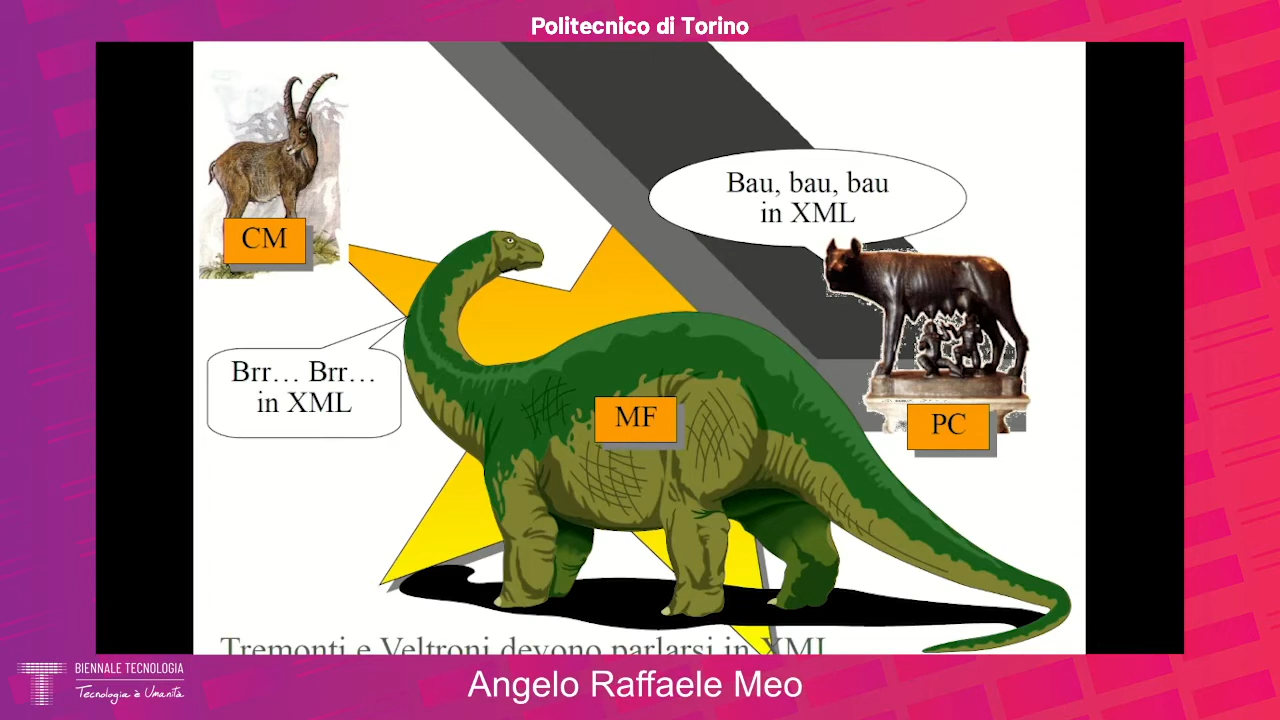 Politecnico di Torino
Bau, bau, bau
in XML
CM
Brr… Brr…
in XML
MF
PC
Tremonti e Veltroni devono parlarsi in XML
BIENNALE TECNOLOGIA
Tecnologia è Umanità
Angelo Raffaele Meo